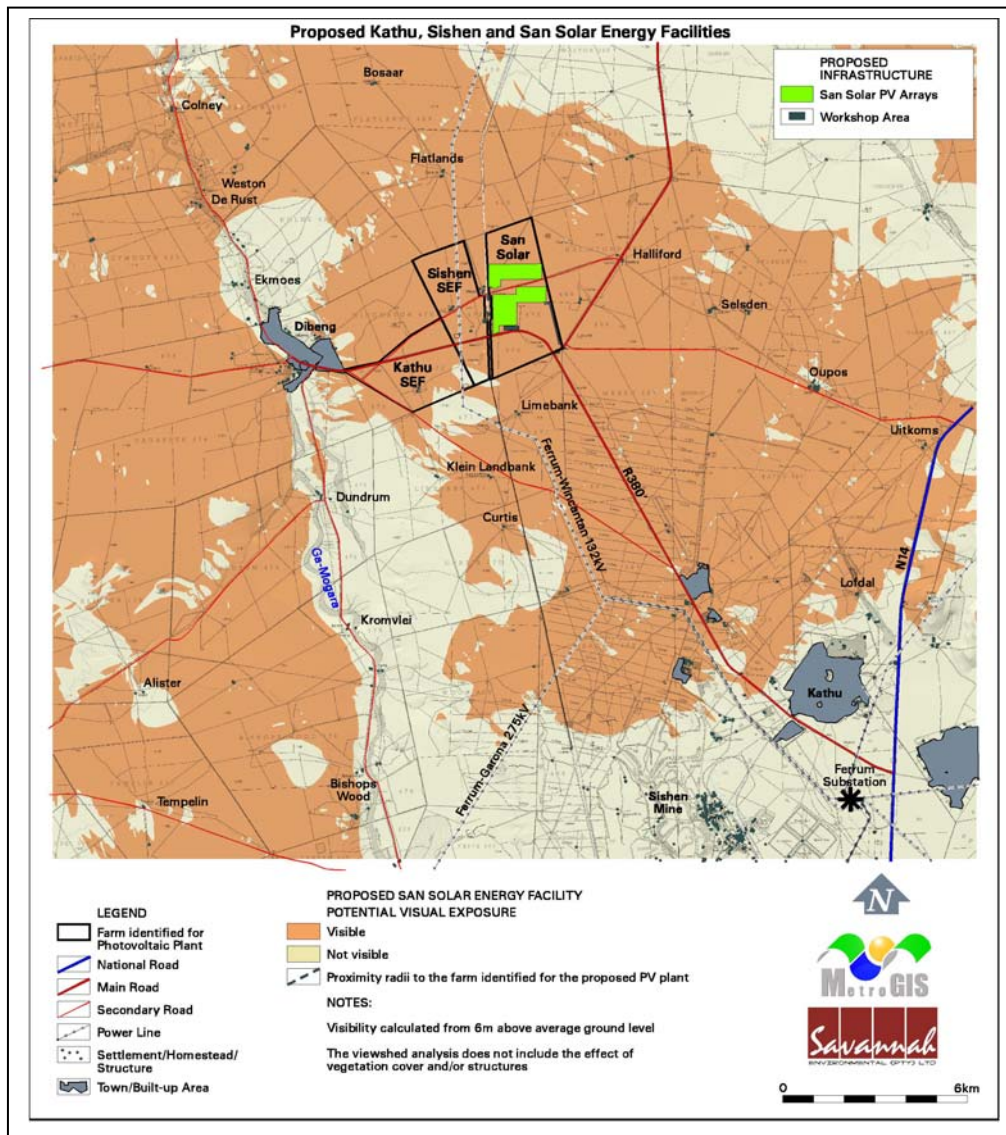 Proposed Kathu, Sishen and San Solar Energy Facilities
PROPOSED
INFRASTRUCTURE
San Solar PV Arrays
Workshop Area
Bosaar
Colney
Flatlands
Weston
De Rust
San
Solar
Halliford
Sishen
SEF
Ekmoes
Selsden
Dibeng
Kathu
SEF
Oupos
Limebank
Uitkoms
Klein Landbank
Ferrum-Wincantan 132kV
R380
Dundrum
Curtis
N14
Ga-Mogara
Lofdal
Kromvlei
Alister
Kathu
Ferrum-Garona 275kV
Bishops
Wood
Ferrum
Substation
Tempelin
Sishen
Mine
LEGEND
Farm identified for
Photovoltaic Plant
National Road
Main Road
Secondary Road
Power Line
Settlement/Homestead/
Structure
Town/Built-up Area
PROPOSED SAN SOLAR ENERGY FACILITY
POTENTIAL VISUAL EXPOSURE
Visible
Not visible
Proximity radii to the farm identified for the proposed PV plant
NOTES:
Visibility calculated from 6m above average ground level
The viewshed analysis does not include the effect of
vegetation cover and/or structures
N
MetroGIS
Savannah
ENVIRONMENTAL (PTY) LTD
0 6km